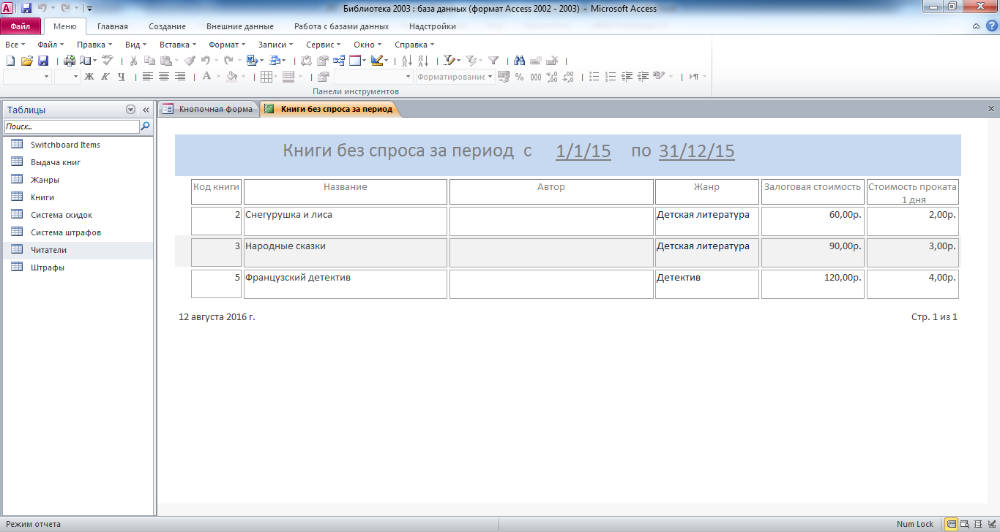 Библиотека 2003 : база данных (формат Access 2002 - 2003) - Microsoft Access
Файл Меню Главная Создание Внешние данные Работа с базами данных Надстройки
Все Файл Правка Вид Вставка Формат Записи Сервис Окно Справка
Ж К Ч А Форматирование % 000
Панели инструментов
Таблицы
Поиск...
Switchboard Items
Выдача книг
Жанры
Книги
Система скидок
Система штрафов
Читатели
Штрафы
Кнопочная форма Книги без спроса за период
Книги без спроса за период с 1/1/15 по 31/12/15
Код книги Название Автор Жанр Залоговая стоимость Стоимость проката 1 дня
2 Снегурушка и лиса Детская литература 60,00р. 2,00р.
3 Народные сказки Детская литература 90,00р. 3,00р.
5 Французский детектив Детектив 120,00р. 4,00р.
12 августа 2016 г. Стр. 1 из 1
Режим отчета Num Lock